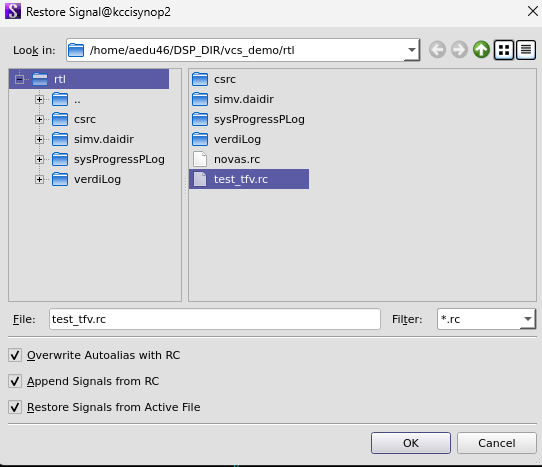 Restore Signal@kccisynop2
Look in: /home/aedu46/DSP_DIR/vcs_demo/rtl
rtl
..
csrc
simv.daidir
sysProgressPLog
verdiLog
csrc
simv.daidir
sysProgressPLog
verdiLog
novas.rc
test_tfv.rc
File: test_tfv.rc Filter: *.rc
Overwrite Autoalias with RC
Append Signals from RC
Restore Signals from Active File
OK Cancel